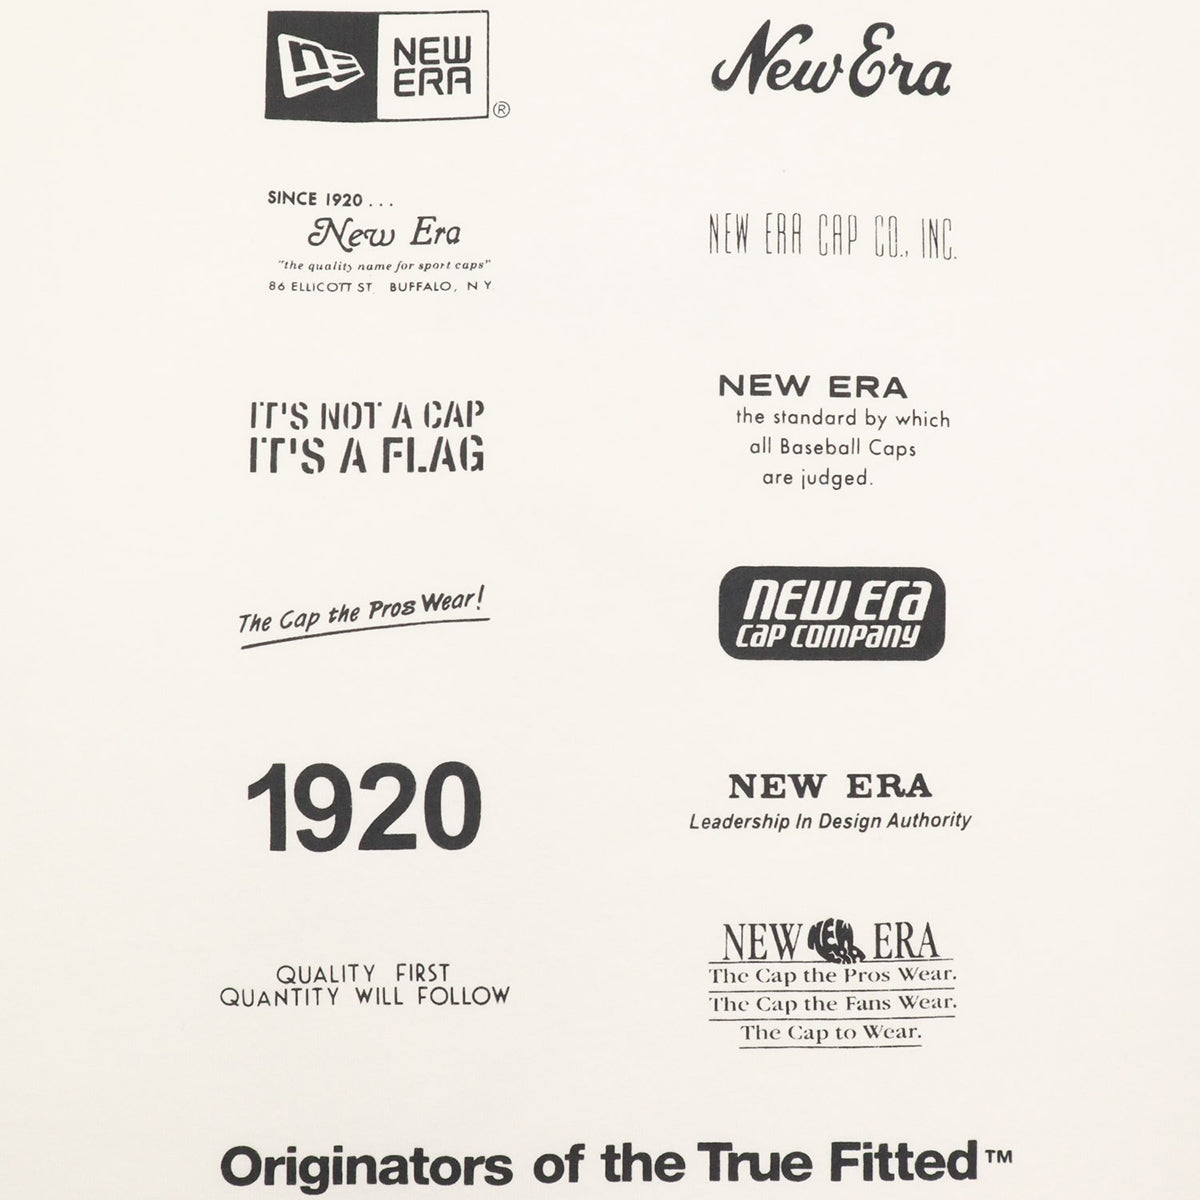 NE NEW
ERA
®
New Era
SINCE 1920 ...
New Era
"the quality name for sport caps"
86 ELLICOTT ST. BUFFALO, N Y
NEW ERA CAP CO., INC.
IT'S NOT A CAP
IT'S A FLAG
NEW ERA
the standard by which
all Baseball Caps
are judged.
The Cap the Pros Wear!
new era
cap company
1920
NEW ERA
Leadership In Design Authority
QUALITY FIRST
QUANTITY WILL FOLLOW
NEW NEW ERA ERA
The Cap the Pros Wear.
The Cap the Fans Wear.
The Cap to Wear.
Originators of the True Fitted™